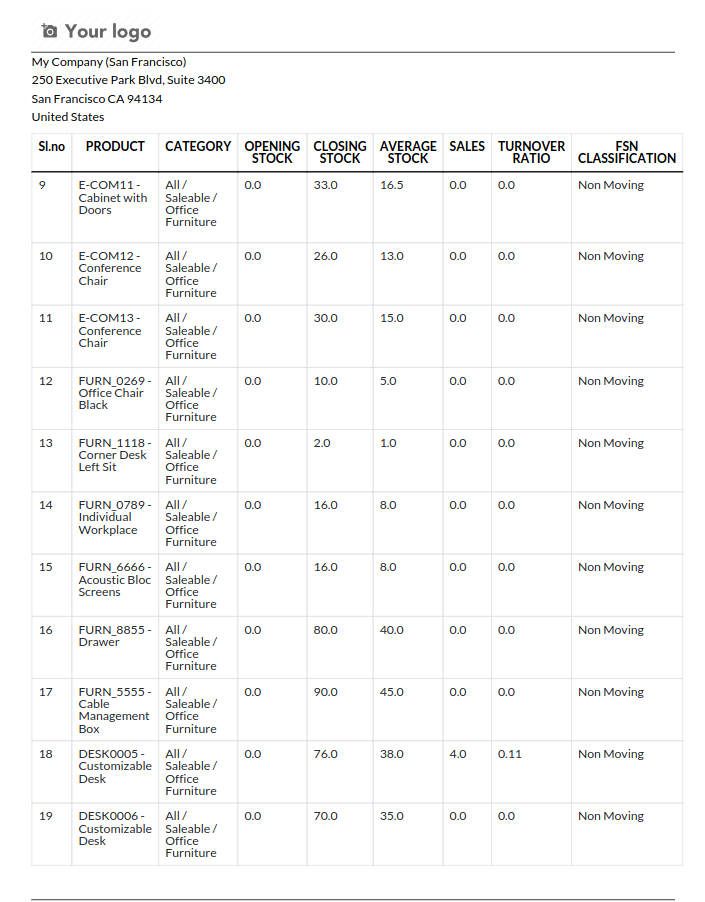 Your logo
My Company (San Francisco)
250 Executive Park Blvd, Suite 3400
San Francisco CA 94134
United States
Sl.no PRODUCT CATEGORY OPENING STOCK CLOSING STOCK AVERAGE STOCK SALES TURNOVER RATIO FSN CLASSIFICATION
9 E-COM11 - Cabinet with Doors All / Saleable / Office Furniture 0.0 33.0 16.5 0.0 0.0 Non Moving
10 E-COM12 - Conference Chair All / Saleable / Office Furniture 0.0 26.0 13.0 0.0 0.0 Non Moving
11 E-COM13 - Conference Chair All / Saleable / Office Furniture 0.0 30.0 15.0 0.0 0.0 Non Moving
12 FURN_0269 - Office Chair Black All / Saleable / Office Furniture 0.0 10.0 5.0 0.0 0.0 Non Moving
13 FURN_1118 - Corner Desk Left Sit All / Saleable / Office Furniture 0.0 2.0 1.0 0.0 0.0 Non Moving
14 FURN_0789 - Individual Workplace All / Saleable / Office Furniture 0.0 16.0 8.0 0.0 0.0 Non Moving
15 FURN_6666 - Acoustic Bloc Screens All / Saleable / Office Furniture 0.0 16.0 8.0 0.0 0.0 Non Moving
16 FURN_8855 - Drawer All / Saleable / Office Furniture 0.0 80.0 40.0 0.0 0.0 Non Moving
17 FURN_5555 - Cable Management Box All / Saleable / Office Furniture 0.0 90.0 45.0 0.0 0.0 Non Moving
18 DESK0005 - Customizable Desk All / Saleable / Office Furniture 0.0 76.0 38.0 4.0 0.11 Non Moving
19 DESK0006 - Customizable Desk All / Saleable / Office Furniture 0.0 70.0 35.0 0.0 0.0 Non Moving